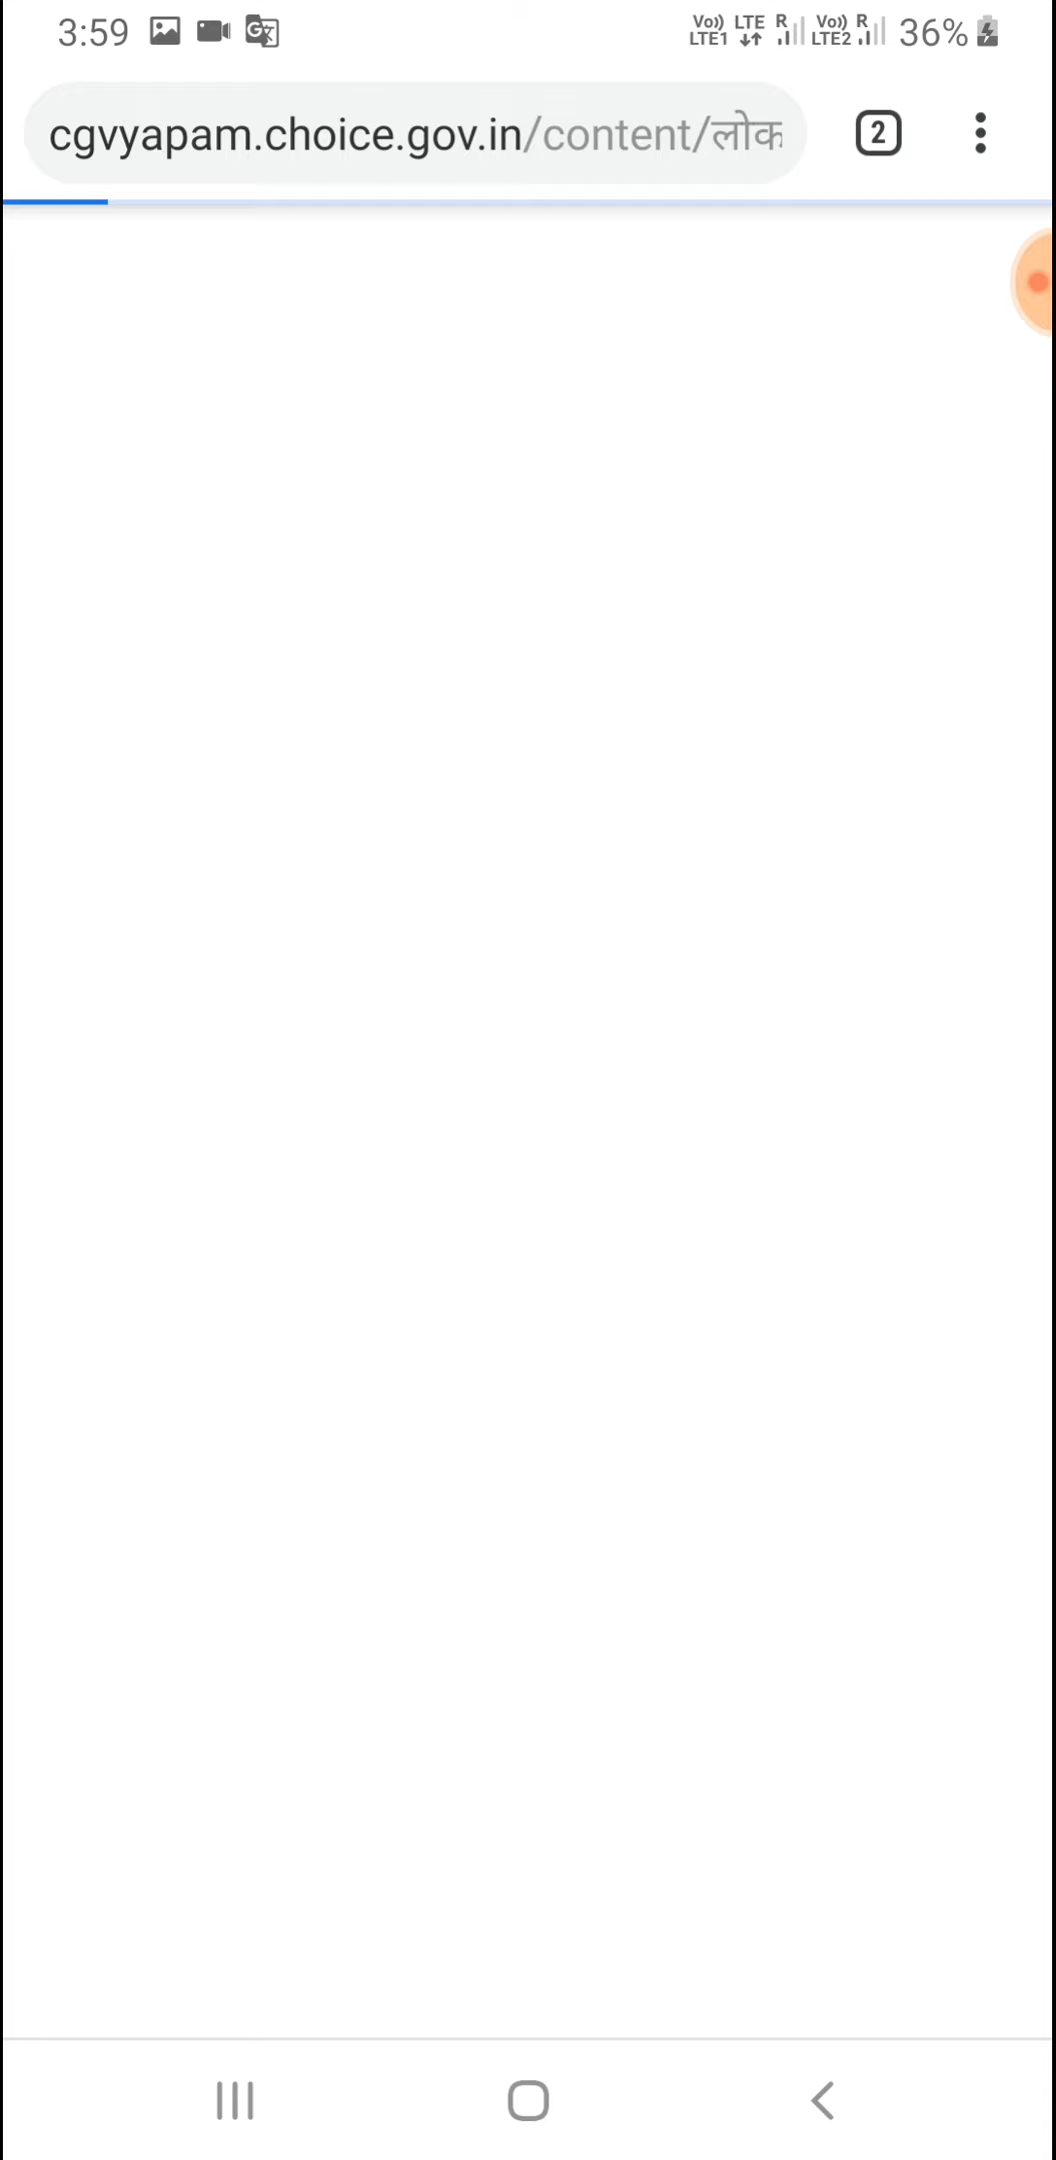 3:59 Vo)) LTE1 LTE R Vo)) LTE2 R 36%
cgvyapam.choice.gov.in/content/लोक 2